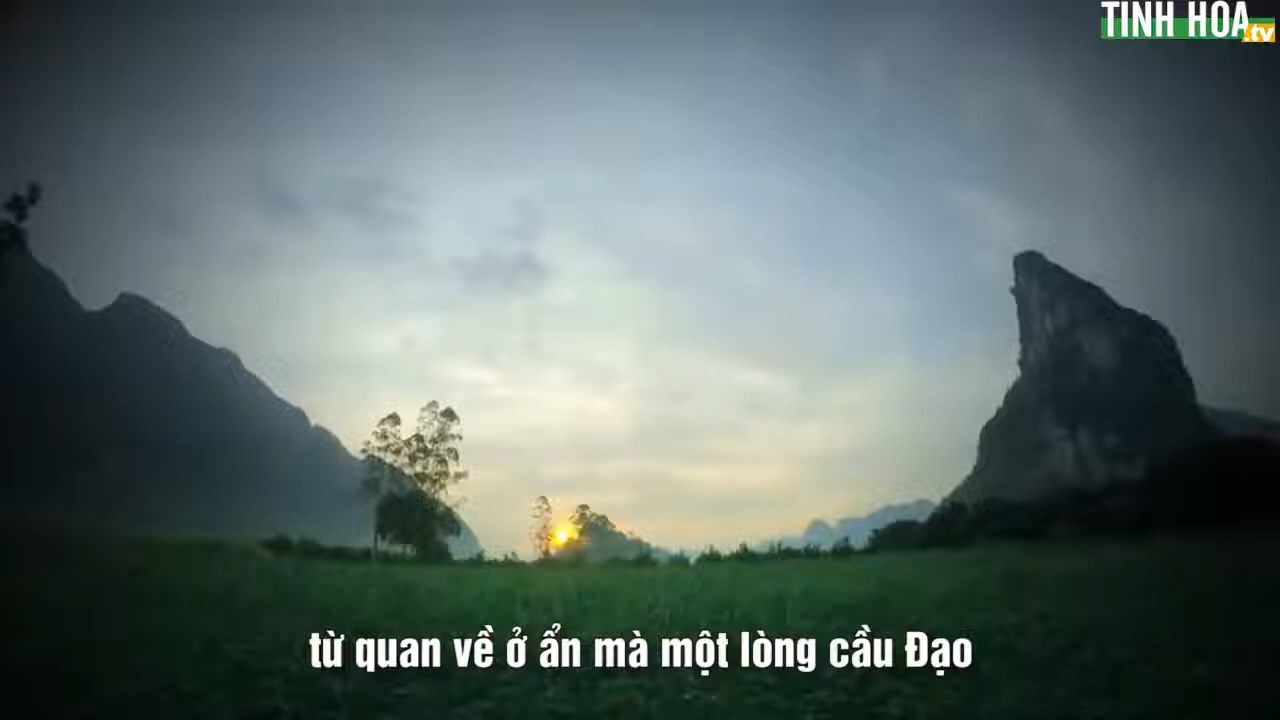 TINH HOA
.tv
từ quan về ở ẩn mà một lòng cầu Đạo